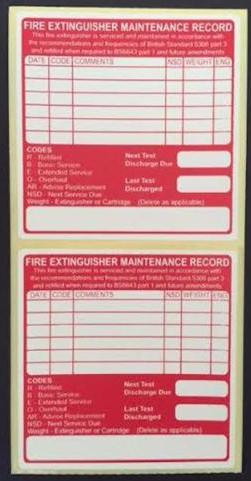 FIRE EXTINGUISHER MAINTENANCE RECORD
This fire extinguisher is serviced and maintained in accordance with
the recommendations and frequencies of British Standard 5306 part 3
and refilled when required to BS6643 part 1 and future amendments
DATE CODE COMMENTS NSD WEIGHT ENG
CODES
R - Refilled
B - Basic Service
E - Extended Service
O - Overhaul
AR - Advise Replacement
NSD - Next Service Due
Weight - Extinguisher or Cartridge (Delete as applicable)
Next Test
Discharge Due
Last Test
Discharged
FIRE EXTINGUISHER MAINTENANCE RECORD
This fire extinguisher is serviced and maintained in accordance with
the recommendations and frequencies of British Standard 5306 part 3
and refilled when required to BS6643 part 1 and future amendments
DATE CODE COMMENTS NSD WEIGHT ENG
CODES
R - Refilled
B - Basic Service
E - Extended Service
O - Overhaul
AR - Advise Replacement
NSD - Next Service Due
Weight - Extinguisher or Cartridge (Delete as applicable)
Next Test
Discharge Due
Last Test
Discharged